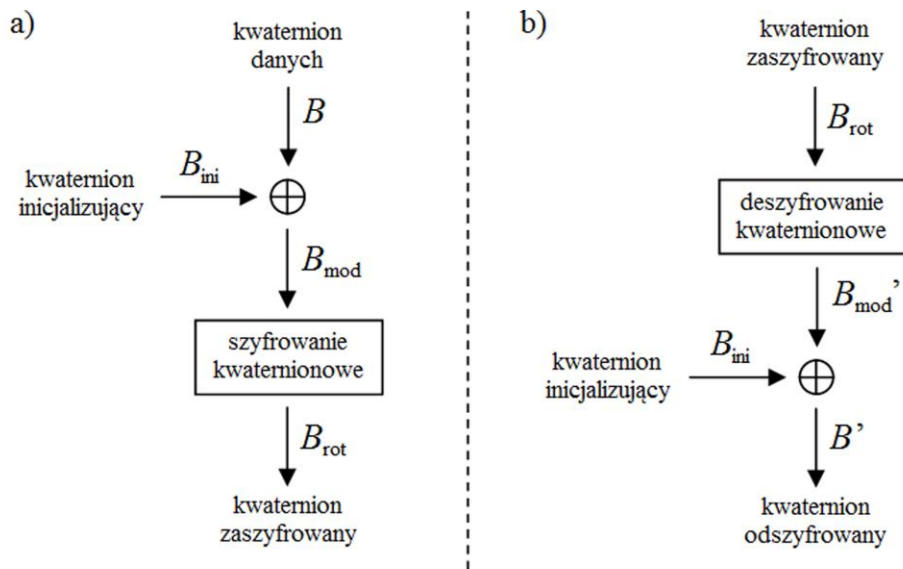 a)
kwaternion
danych
B
B_ini
kwaternion
inicjalizujący
B_mod
szyfrowanie
kwaternionowe
B_rot
kwaternion
zaszyfrowany
b)
kwaternion
zaszyfrowany
B_rot
deszyfrowanie
kwaternionowe
B_mod’
B_ini
kwaternion
inicjalizujący
B’
kwaternion
odszyfrowany